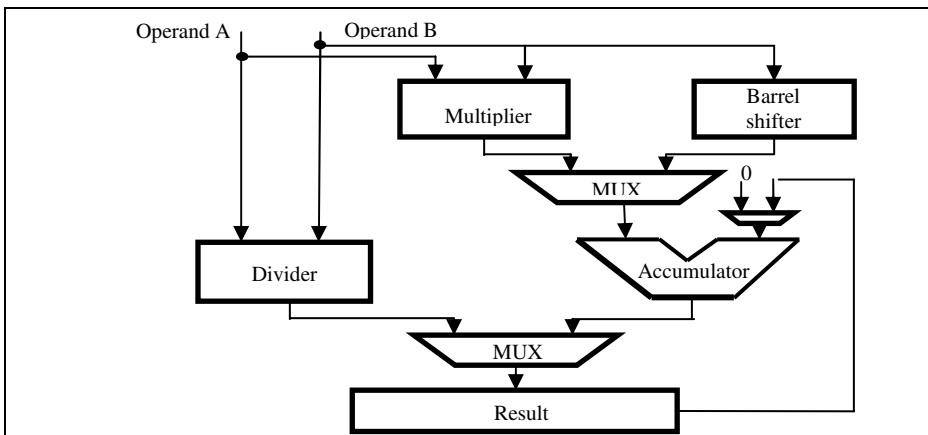 Operand A
Operand B
Multiplier
Barrel
shifter
MUX
0
Divider
Accumulator
MUX
Result